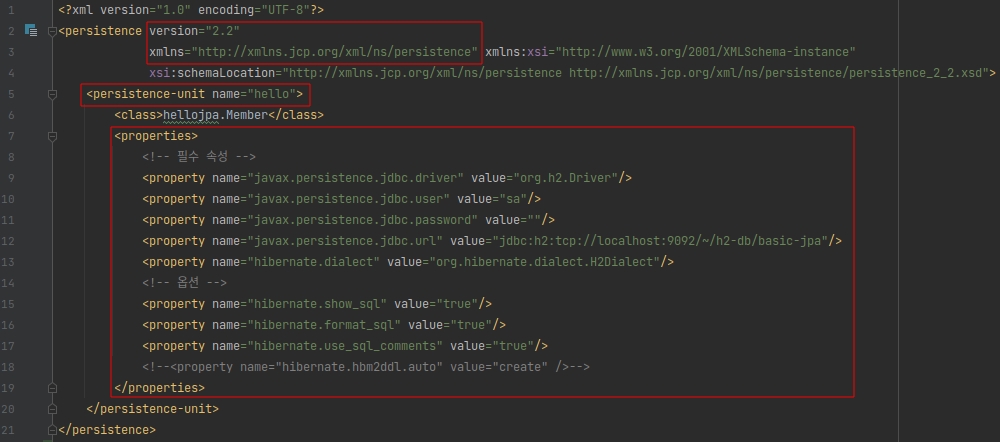 1 <?xml version="1.0" encoding="UTF-8"?>
2 <persistence version="2.2"
3 xmlns="http://xmlns.jcp.org/xml/ns/persistence" xmlns:xsi="http://www.w3.org/2001/XMLSchema-instance"
4 xsi:schemaLocation="http://xmlns.jcp.org/xml/ns/persistence http://xmlns.jcp.org/xml/ns/persistence/persistence_2_2.xsd">
5 <persistence-unit name="hello">
6 <class>hellojpa.Member</class>
7 <properties>
8 <!-- 필수 속성 -->
9 <property name="javax.persistence.jdbc.driver" value="org.h2.Driver"/>
10 <property name="javax.persistence.jdbc.user" value="sa"/>
11 <property name="javax.persistence.jdbc.password" value=""/>
12 <property name="javax.persistence.jdbc.url" value="jdbc:h2:tcp://localhost:9092/~/h2-db/basic-jpa"/>
13 <property name="hibernate.dialect" value="org.hibernate.dialect.H2Dialect"/>
14 <!-- 옵션 -->
15 <property name="hibernate.show_sql" value="true"/>
16 <property name="hibernate.format_sql" value="true"/>
17 <property name="hibernate.use_sql_comments" value="true"/>
18 <!--<property name="hibernate.hbm2ddl.auto" value="create" />-->
19 </properties>
20 </persistence-unit>
21 </persistence>